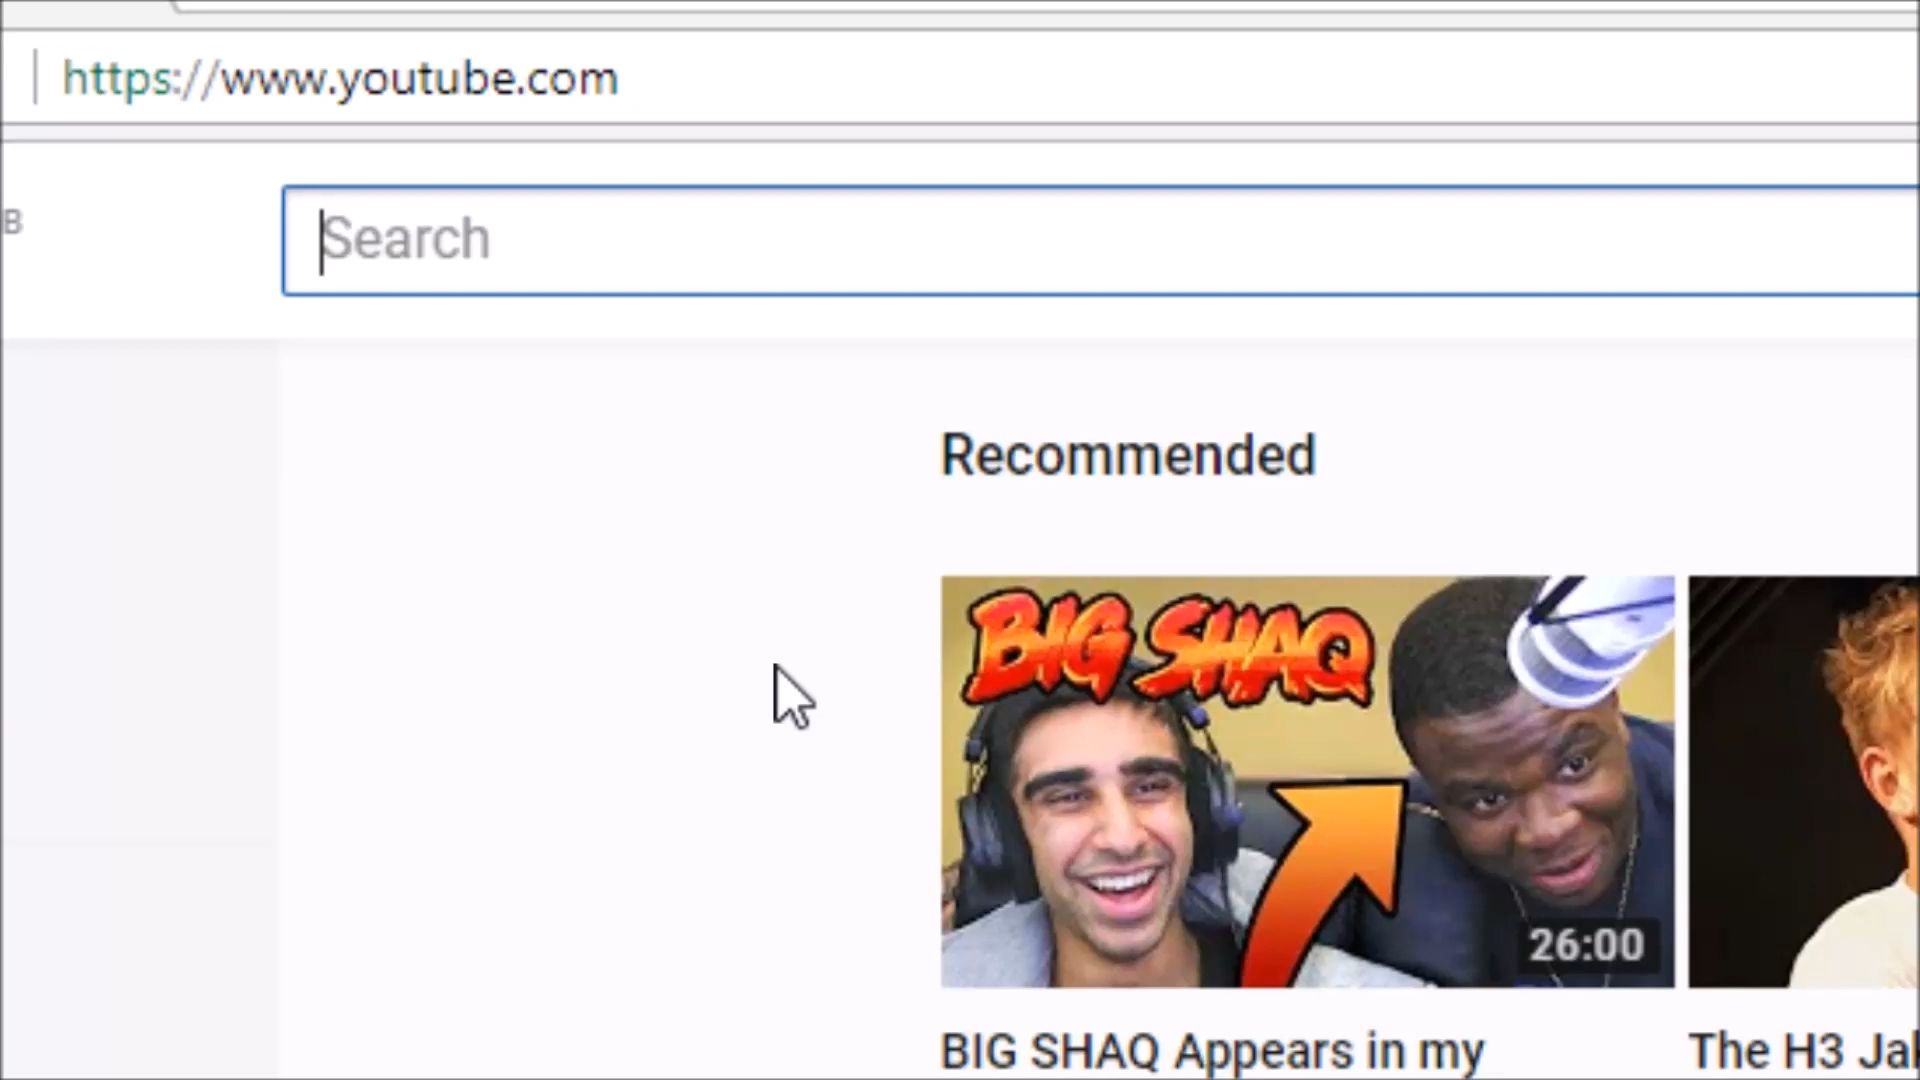 https://www.youtube.com
B
Search
Recommended
BIG SHAQ
26:00
BIG SHAQ Appears in my
The H3 Ja